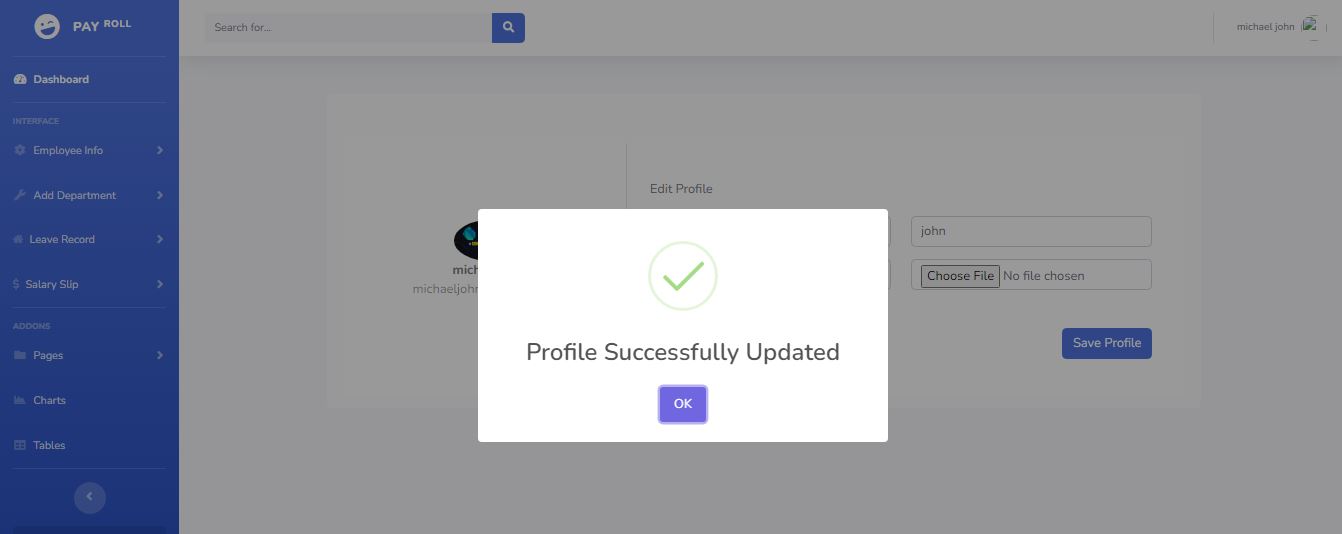 PAY ROLL
Search for...
michael john
Dashboard
INTERFACE
Employee Info
Add Department
Leave Record
Salary Slip
ADDONS
Pages
Charts
Tables
Edit Profile
john
mich
michaeljohn
Choose File No file chosen
Save Profile
Profile Successfully Updated
OK